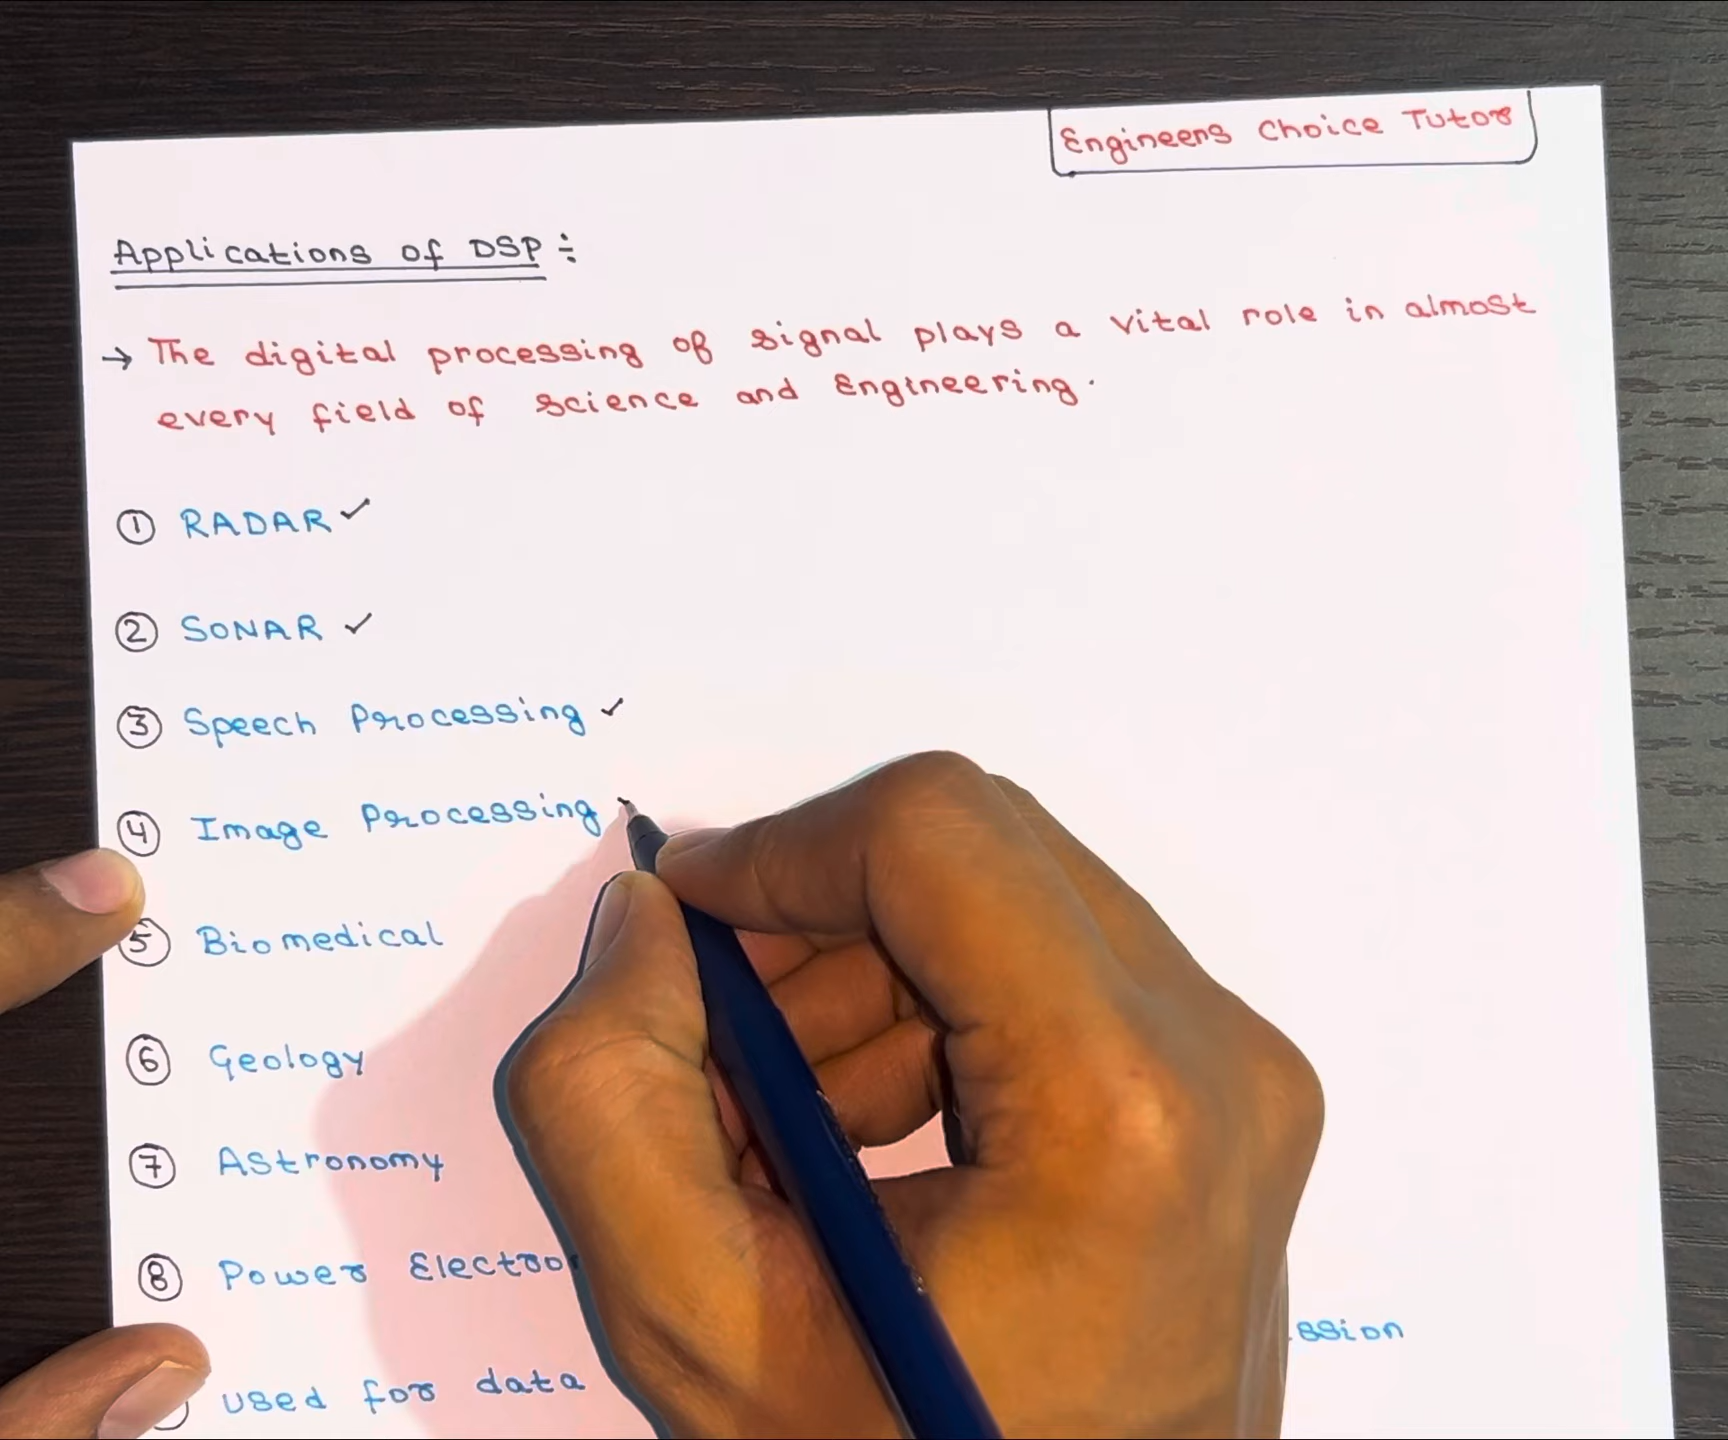 Engineers Choice Tutor
Applications of DSP÷
→ The digital processing of signal plays a vital role in almost
every field of science and Engineering.
① RADAR ✓
② SONAR ✓
③ Speech Processing ✓
④ Image Processing
⑤ Biomedical
⑥ Geology
⑦ Astronomy
⑧ Power
used for data